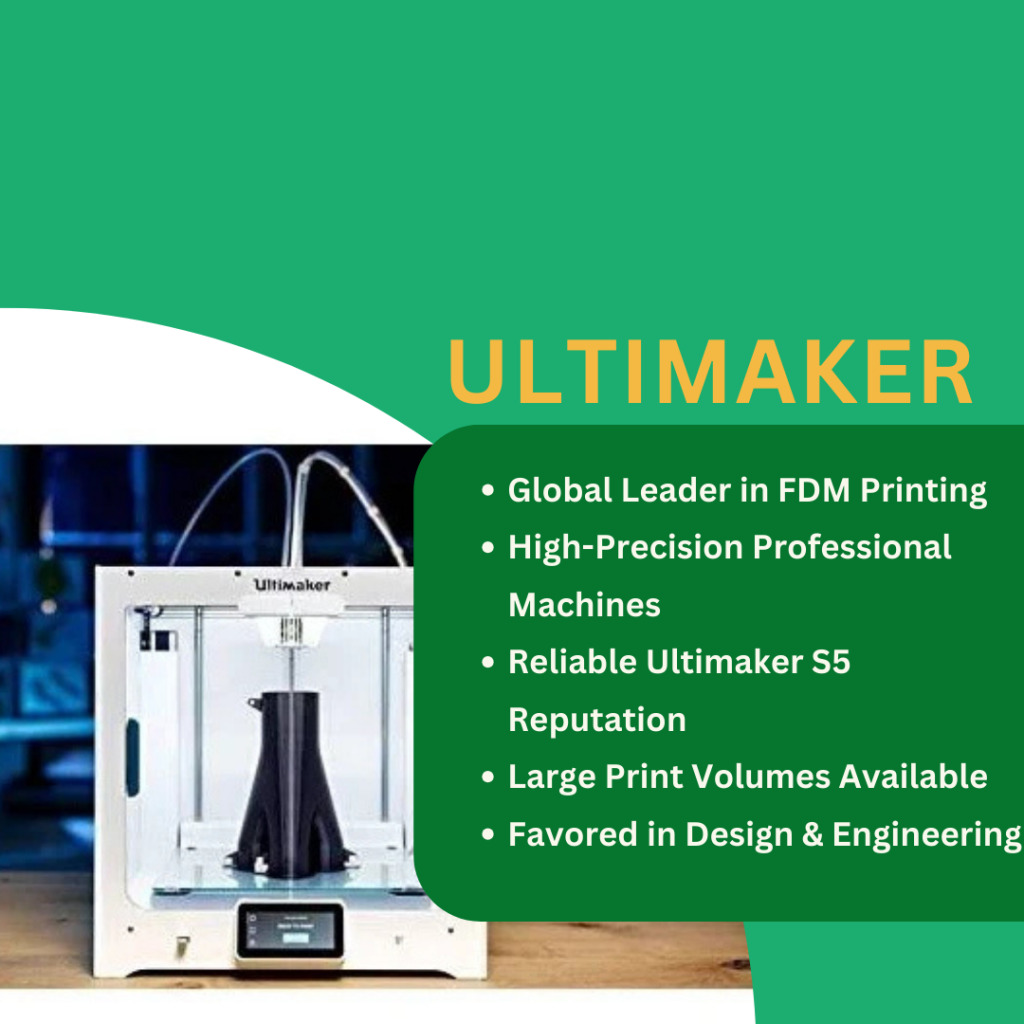 ULTIMAKER
• Global Leader in FDM Printing
• High-Precision Professional
Machines
• Reliable Ultimaker S5
Reputation
• Large Print Volumes Available
• Favored in Design & Engineering
Ultimaker